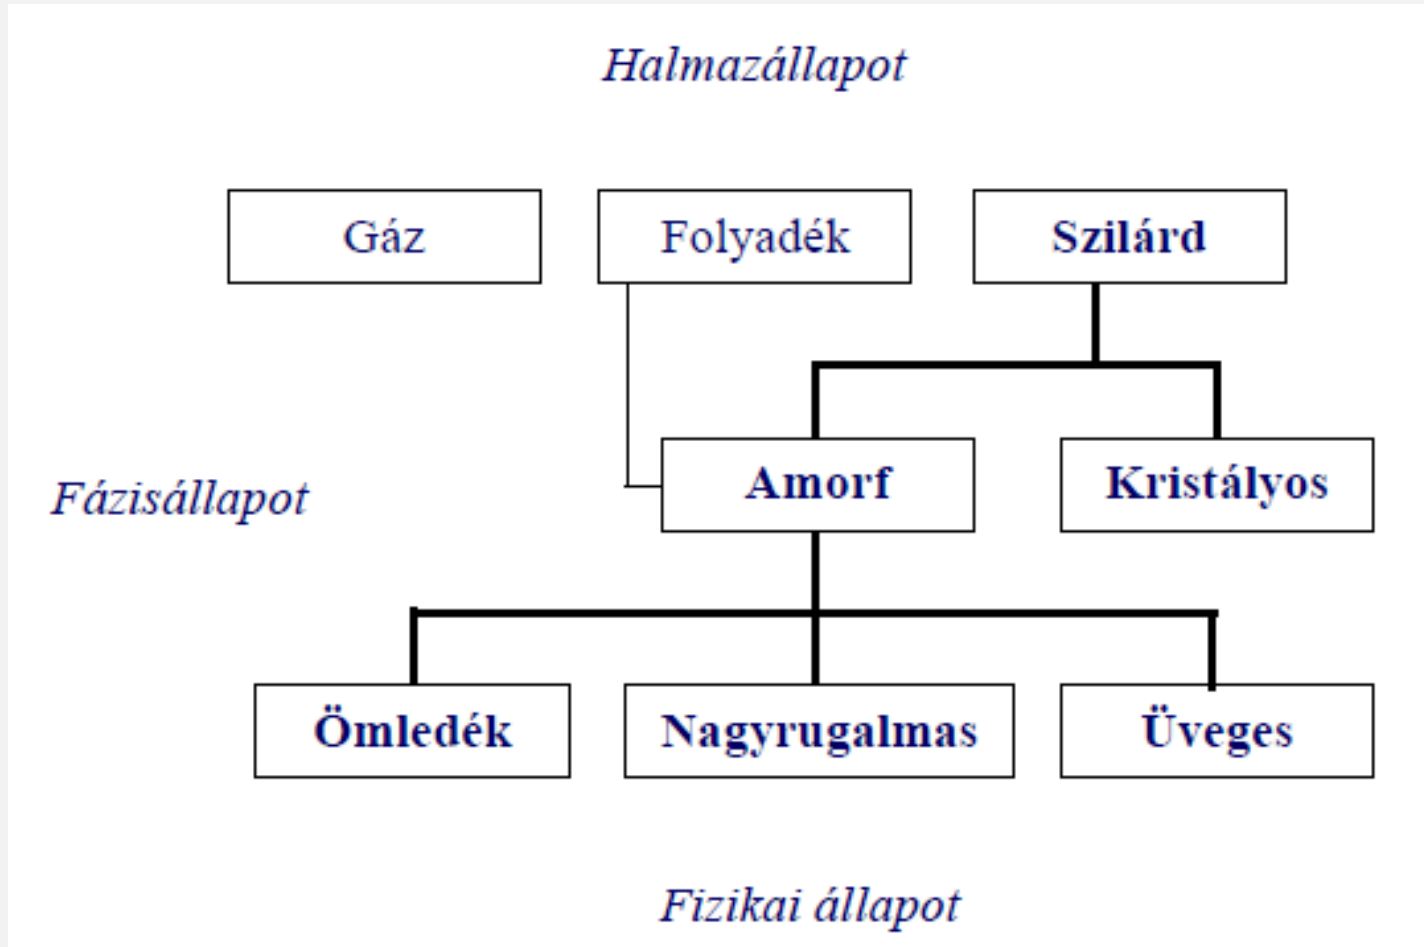 Halmazállapot
Gáz
Folyadék
Szilárd
Fázisállapot
Amorf
Kristályos
Ömledék
Nagyrugalmas
Üveges
Fizikai állapot